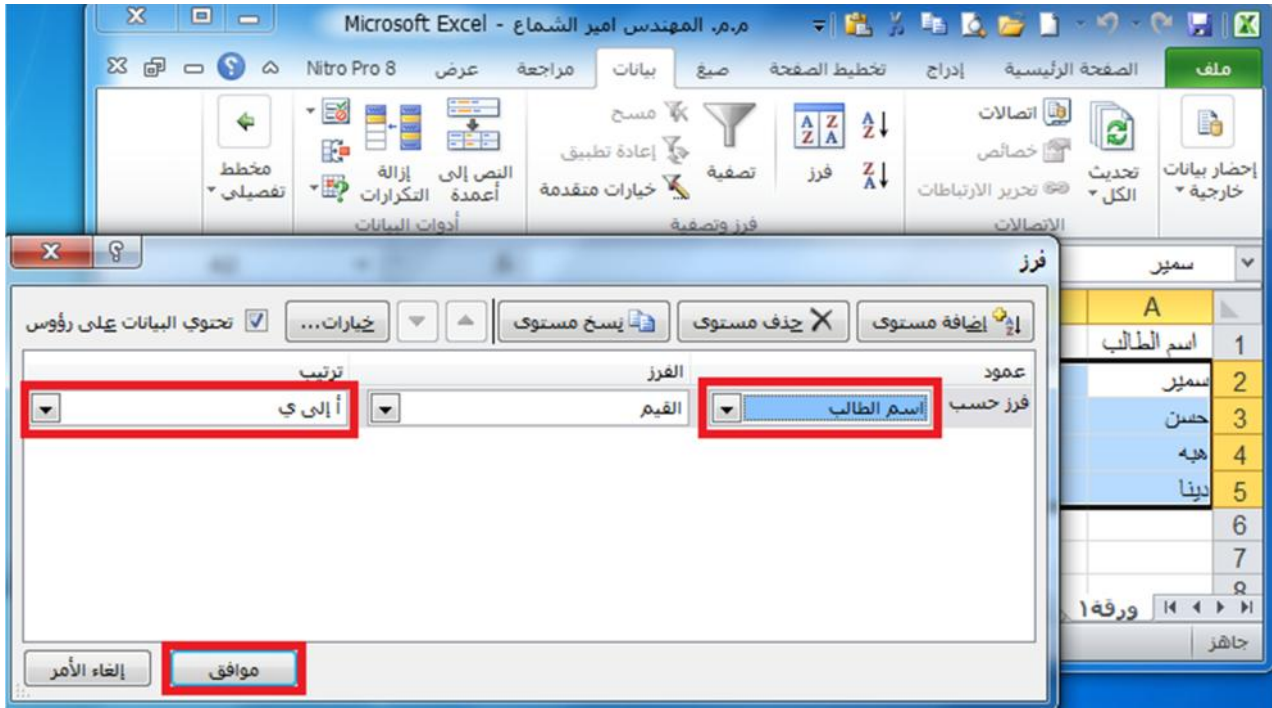 م.م. المهندس امير الشماع - Microsoft Excel
ملف الصفحة الرئيسية إدراج تخطيط الصفحة صيغ بيانات مراجعة عرض Nitro Pro 8
إحضار بيانات خارجية
تحديث الكل
اتصالات
خصائص
تحرير الارتباطات
الاتصالات
فرز
تصفية
مسح
إعادة تطبيق
خيارات متقدمة
فرز وتصفية
النص إلى أعمدة
إزالة التكرارات
أدوات البيانات
مخطط تفصيلي
سمير
فرز
إضافة مستوى حذف مستوى نسخ مستوى خيارات... تحتوي البيانات على رؤوس
عمود الفرز ترتيب
فرز حسب اسم الطالب القيم أ إلى ي
موافق إلغاء الأمر
A
1 اسم الطالب
2 سمير
3 حسن
4 هبه
5 دينا
6
7
8
ورقة١
جاهز